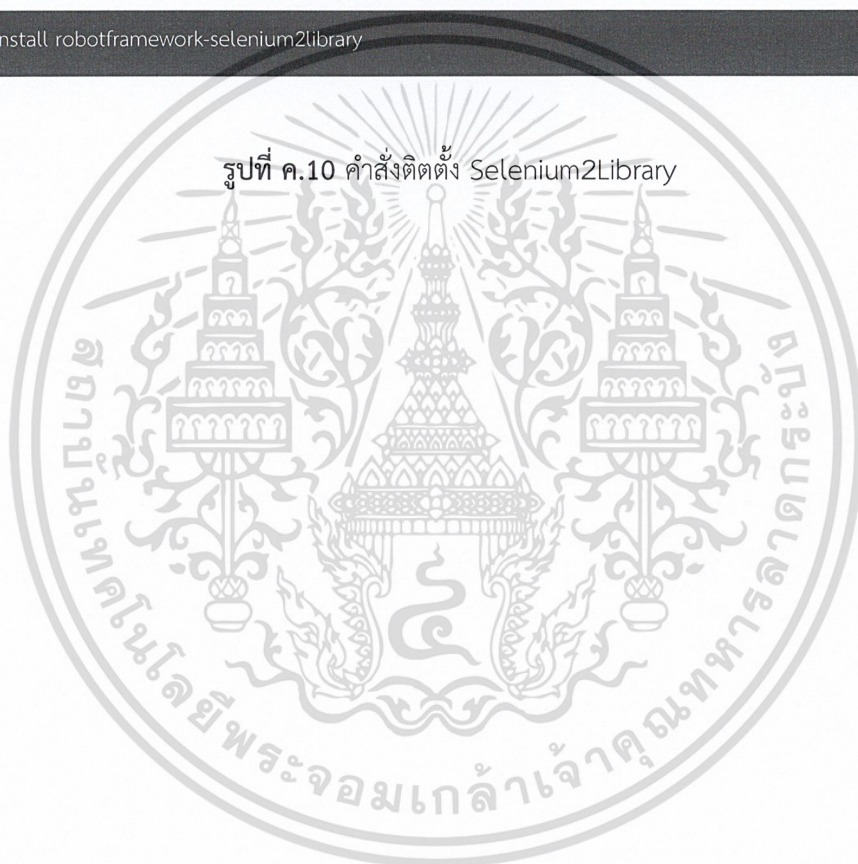 nstall robotframework-selenium2library
รูปที่ ค.10 คำสั่งติตตั้ง Selenium2Library
สถาบันเทคโนโลยีพระจอมเกล้าเจ้าคุณทหารลาดกระบัง